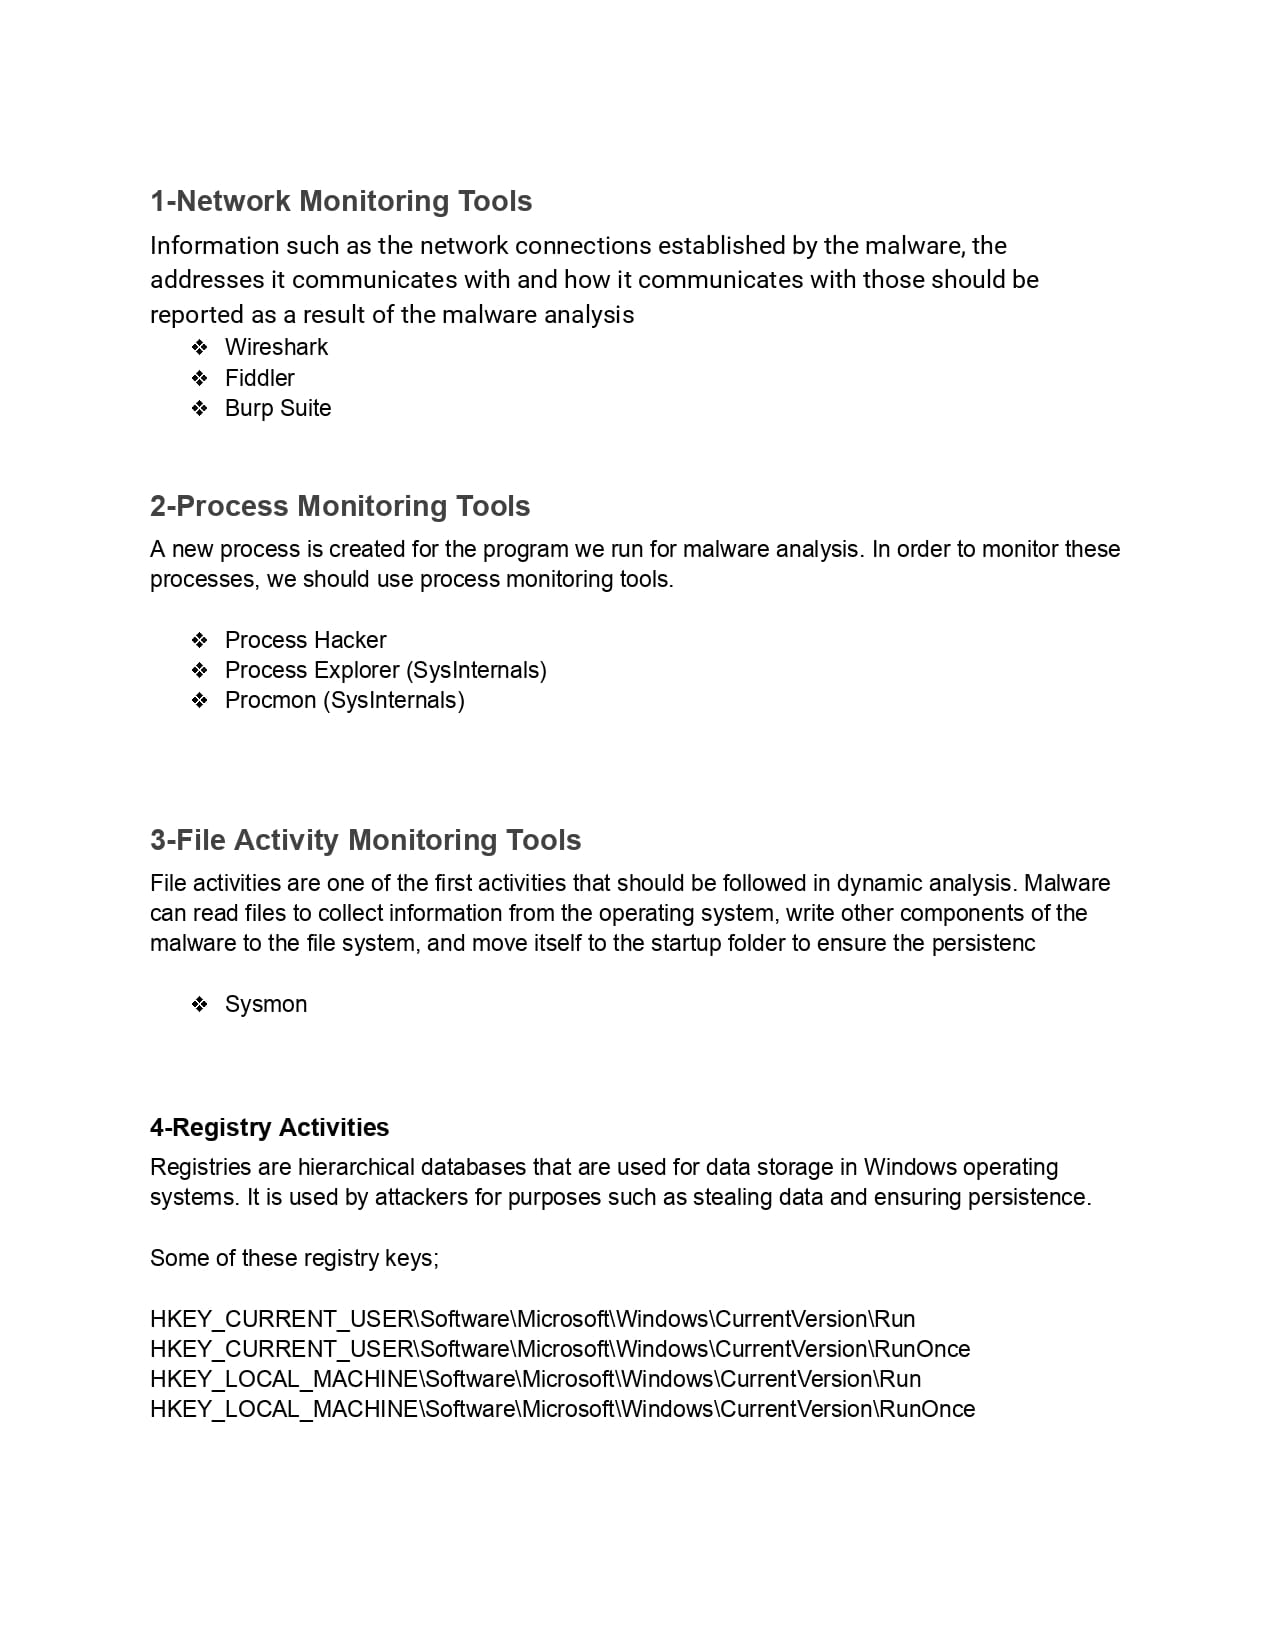 1-Network Monitoring Tools
Information such as the network connections established by the malware, the
addresses it communicates with and how it communicates with those should be
reported as a result of the malware analysis
❖ Wireshark
❖ Fiddler
❖ Burp Suite
2-Process Monitoring Tools
A new process is created for the program we run for malware analysis. In order to monitor these
processes, we should use process monitoring tools.
❖ Process Hacker
❖ Process Explorer (SysInternals)
❖ Procmon (SysInternals)
3-File Activity Monitoring Tools
File activities are one of the first activities that should be followed in dynamic analysis. Malware
can read files to collect information from the operating system, write other components of the
malware to the file system, and move itself to the startup folder to ensure the persistenc
❖ Sysmon
4-Registry Activities
Registries are hierarchical databases that are used for data storage in Windows operating
systems. It is used by attackers for purposes such as stealing data and ensuring persistence.
Some of these registry keys;
HKEY_CURRENT_USER\Software\Microsoft\Windows\CurrentVersion\Run
HKEY_CURRENT_USER\Software\Microsoft\Windows\CurrentVersion\RunOnce
HKEY_LOCAL_MACHINE\Software\Microsoft\Windows\CurrentVersion\Run
HKEY_LOCAL_MACHINE\Software\Microsoft\Windows\CurrentVersion\RunOnce